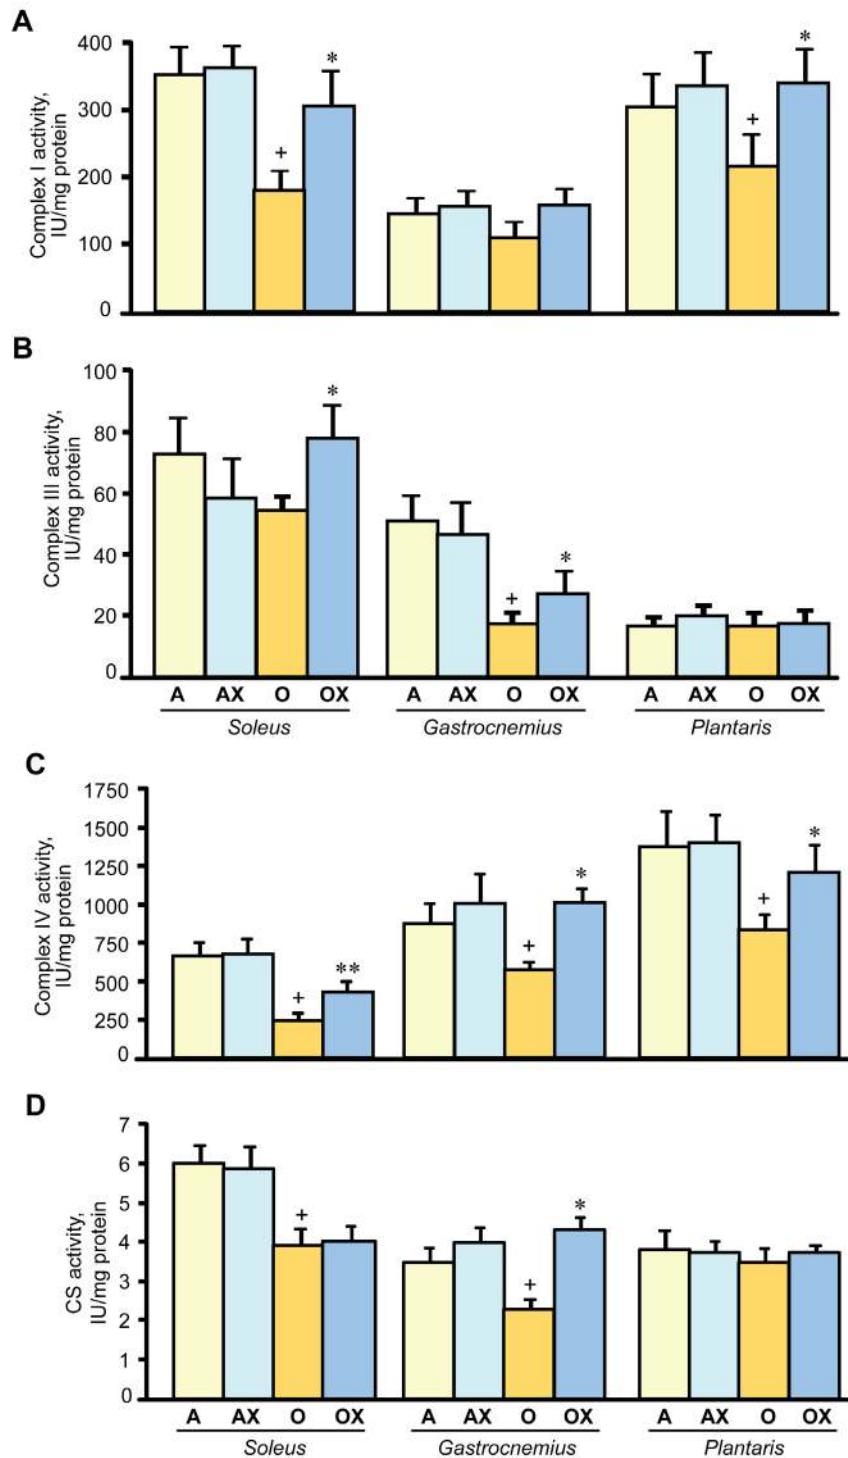 A
Complex I activity,
IU/mg protein
400
300
200
100
0
+
*
+
*
B
Complex III activity,
IU/mg protein
100
80
60
40
20
0
*
+
*
A AX O OX A AX O OX A AX O OX
Soleus Gastrocnemius Plantaris
C
Complex IV activity,
IU/mg protein
1750
1500
1250
1000
750
500
250
0
+
**
+
*
+
*
D
CS activity,
IU/mg protein
7
6
5
4
3
2
1
0
+
+
*
A AX O OX A AX O OX A AX O OX
Soleus Gastrocnemius Plantaris